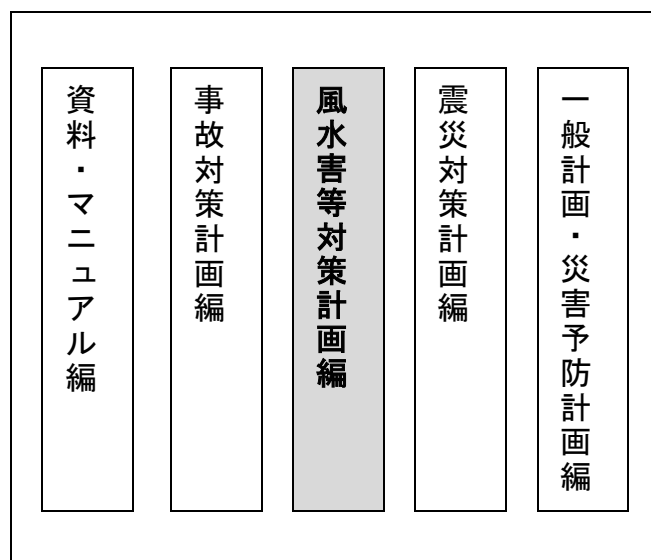 一般計画・災害予防計画編
震災対策計画編
風水害等対策計画編
事故対策計画編
資料・マニュアル編